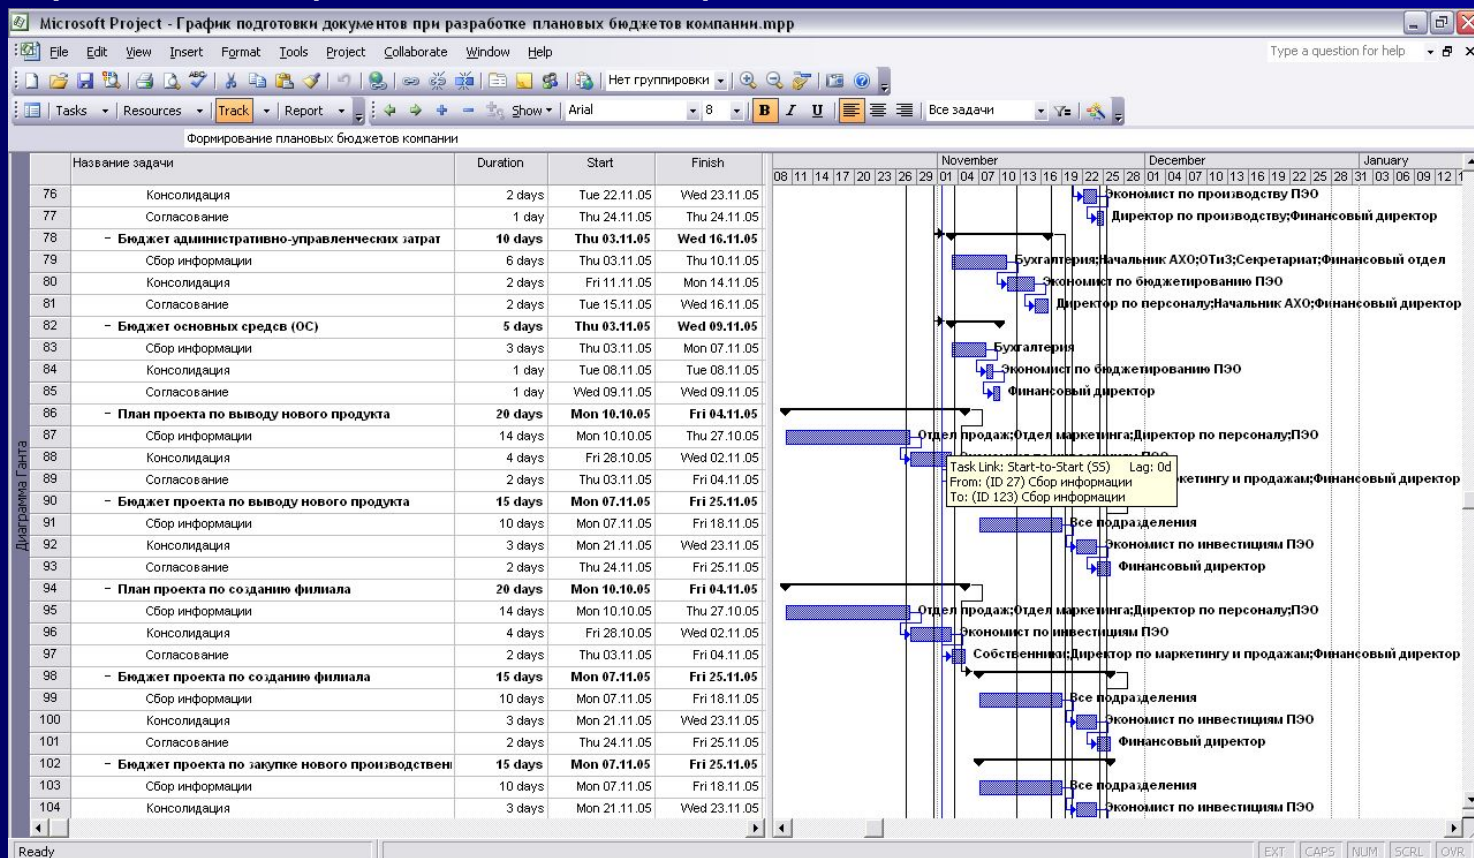 Microsoft Project - График подготовки документов при разработке плановых бюджетов компании.mpp
File Edit View Insert Format Tools Project Collaborate Window Help Type a question for help
Нет группировки
Tasks Resources Track Report Show Arial 8 B I U Все задачи
Формирование плановых бюджетов компании
Название задачи Duration Start Finish November December January
08 11 14 17 20 23 26 29 01 04 07 10 13 16 19 22 25 28 01 04 07 10 13 16 19 22 25 28 31 03 06 09 12
76 Консолидация 2 days Tue 22.11.05 Wed 23.11.05 Экономист по производству ПЭО
77 Согласование 1 day Thu 24.11.05 Thu 24.11.05 Директор по производству;Финансовый директор
78 - Бюджет административно-управленческих затрат 10 days Thu 03.11.05 Wed 16.11.05
79 Сбор информации 6 days Thu 03.11.05 Thu 10.11.05 Бухгалтерия;Начальник АХО;ОТиЗ;Секретариат;Финансовый отдел
80 Консолидация 2 days Fri 11.11.05 Mon 14.11.05 Экономист по бюджетированию ПЭО
81 Согласование 2 days Tue 15.11.05 Wed 16.11.05 Директор по персоналу;Начальник АХО;Финансовый директор
82 - Бюджет основных средсв (ОС) 5 days Thu 03.11.05 Wed 09.11.05
83 Сбор информации 3 days Thu 03.11.05 Mon 07.11.05 Бухгалтерия
84 Консолидация 1 day Tue 08.11.05 Tue 08.11.05 Экономист по бюджетированию ПЭО
85 Согласование 1 day Wed 09.11.05 Wed 09.11.05 Финансовый директор
86 - План проекта по выводу нового продукта 20 days Mon 10.10.05 Fri 04.11.05
87 Сбор информации 14 days Mon 10.10.05 Thu 27.10.05 Отдел продаж;Отдел маркетинга;Директор по персоналу;ПЭО
88 Консолидация 4 days Fri 28.10.05 Wed 02.11.05
Task Link: Start-to-Start (SS) Lag: 0d
From: (ID 27) Сбор информации
To: (ID 123) Сбор информации
89 Согласование 2 days Thu 03.11.05 Fri 04.11.05 продажам;Финансовый директор
90 - Бюджет проекта по выводу нового продукта 15 days Mon 07.11.05 Fri 25.11.05
91 Сбор информации 10 days Mon 07.11.05 Fri 18.11.05 Все подразделения
92 Консолидация 3 days Mon 21.11.05 Wed 23.11.05 Экономист по инвестициям ПЭО
93 Согласование 2 days Thu 24.11.05 Fri 25.11.05 Финансовый директор
94 - План проекта по созданию филиала 20 days Mon 10.10.05 Fri 04.11.05
95 Сбор информации 14 days Mon 10.10.05 Thu 27.10.05 Отдел продаж;Отдел маркетинга;Директор по персоналу;ПЭО
96 Консолидация 4 days Fri 28.10.05 Wed 02.11.05 Экономист по инвестициям ПЭО
97 Согласование 2 days Thu 03.11.05 Fri 04.11.05 Собственники;Директор по маркетингу и продажам;Финансовый директор
98 - Бюджет проекта по созданию филиала 15 days Mon 07.11.05 Fri 25.11.05
99 Сбор информации 10 days Mon 07.11.05 Fri 18.11.05 Все подразделения
100 Консолидация 3 days Mon 21.11.05 Wed 23.11.05 Экономист по инвестициям ПЭО
101 Согласование 2 days Thu 24.11.05 Fri 25.11.05 Финансовый директор
102 - Бюджет проекта по закупке нового производствен 15 days Mon 07.11.05 Fri 25.11.05
103 Сбор информации 10 days Mon 07.11.05 Fri 18.11.05 Все подразделения
104 Консолидация 3 days Mon 21.11.05 Wed 23.11.05 Экономист по инвестициям ПЭО
Диаграмма Ганта
Ready EXT CAPS NUM SCRL OVR